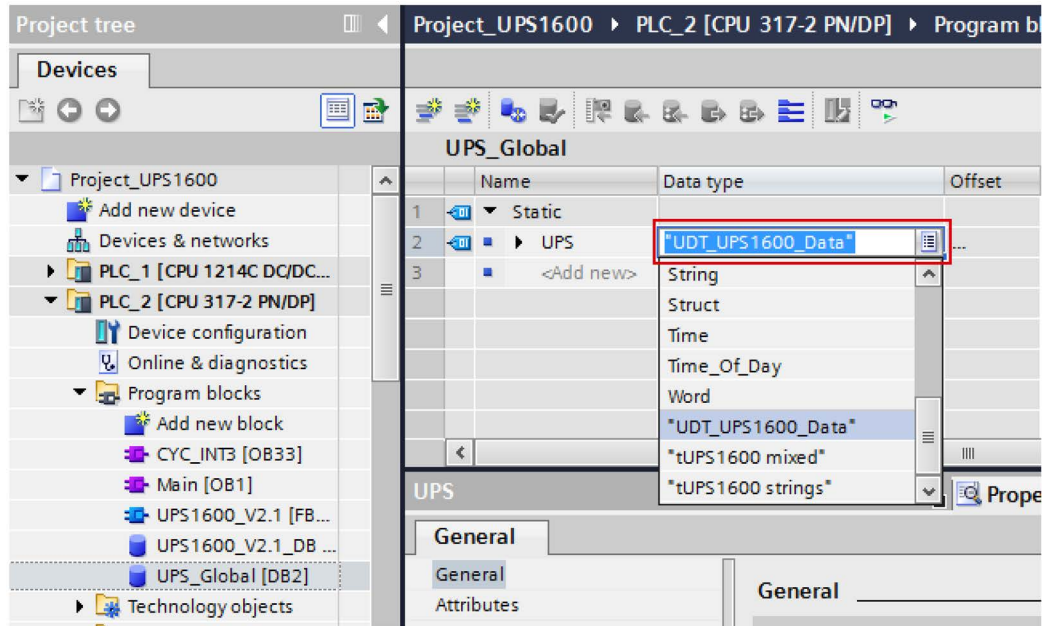 Project tree
Devices
Project_UPS1600
Add new device
Devices & networks
PLC_1 [CPU 1214C DC/DC...
PLC_2 [CPU 317-2 PN/DP]
Device configuration
Online & diagnostics
Program blocks
Add new block
CYC_INT3 [OB33]
Main [OB1]
UPS1600_V2.1 [FB...
UPS1600_V2.1_DB ...
UPS_Global [DB2]
Technology objects
Project_UPS1600 PLC_2 [CPU 317-2 PN/DP] Program bl
UPS_Global
Name Data type Offset
1 Static
2 UPS "UDT_UPS1600_Data" ...
3 <Add new>
String
Struct
Time
Time_Of_Day
Word
"UDT_UPS1600_Data"
"tUPS1600 mixed"
"tUPS1600 strings"
UPS Prope
General
General
Attributes
General